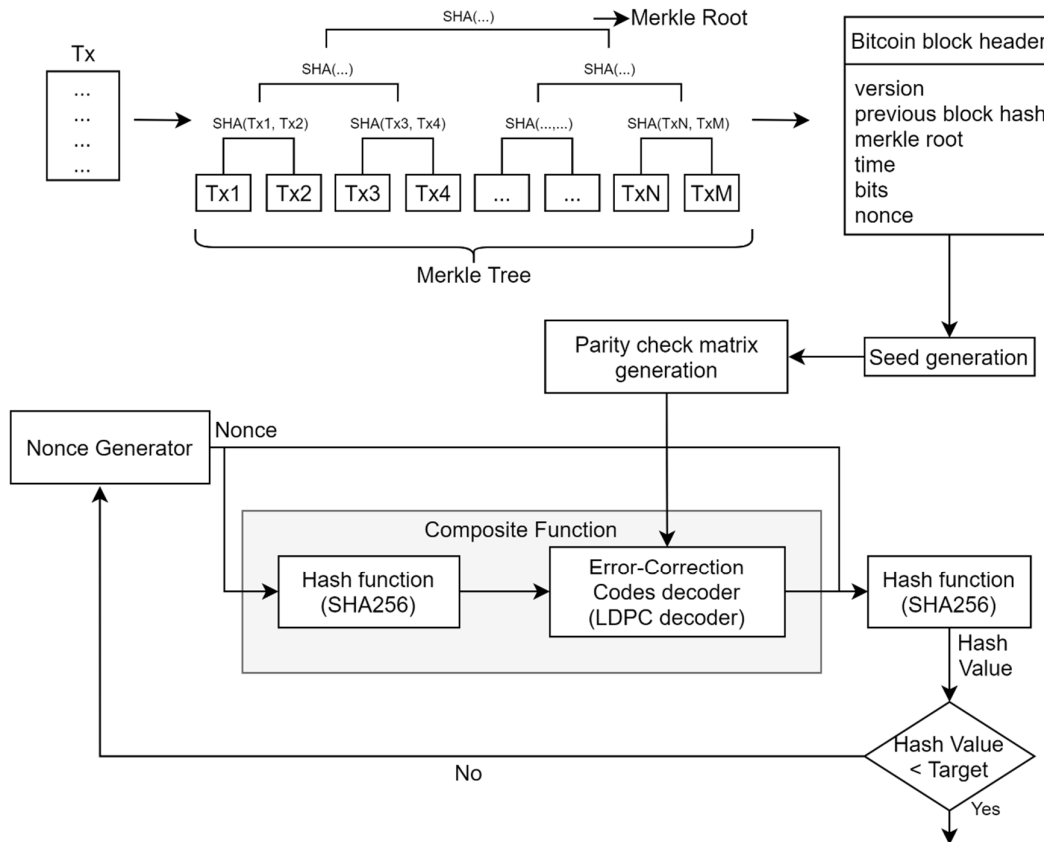 SHA(...)
Merkle Root
Tx
...
...
...
...
SHA(...)
SHA(...)
SHA(Tx1, Tx2)
SHA(Tx3, Tx4)
SHA(...,...)
SHA(TxN, TxM)
Tx1
Tx2
Tx3
Tx4
...
...
TxN
TxM
Merkle Tree
Bitcoin block header
version
previous block hash
merkle root
time
bits
nonce
Seed generation
Parity check matrix
generation
Nonce Generator
Nonce
Composite Function
Hash function
(SHA256)
Error-Correction
Codes decoder
(LDPC decoder)
Hash function
(SHA256)
Hash
Value
Hash Value
< Target
No
Yes